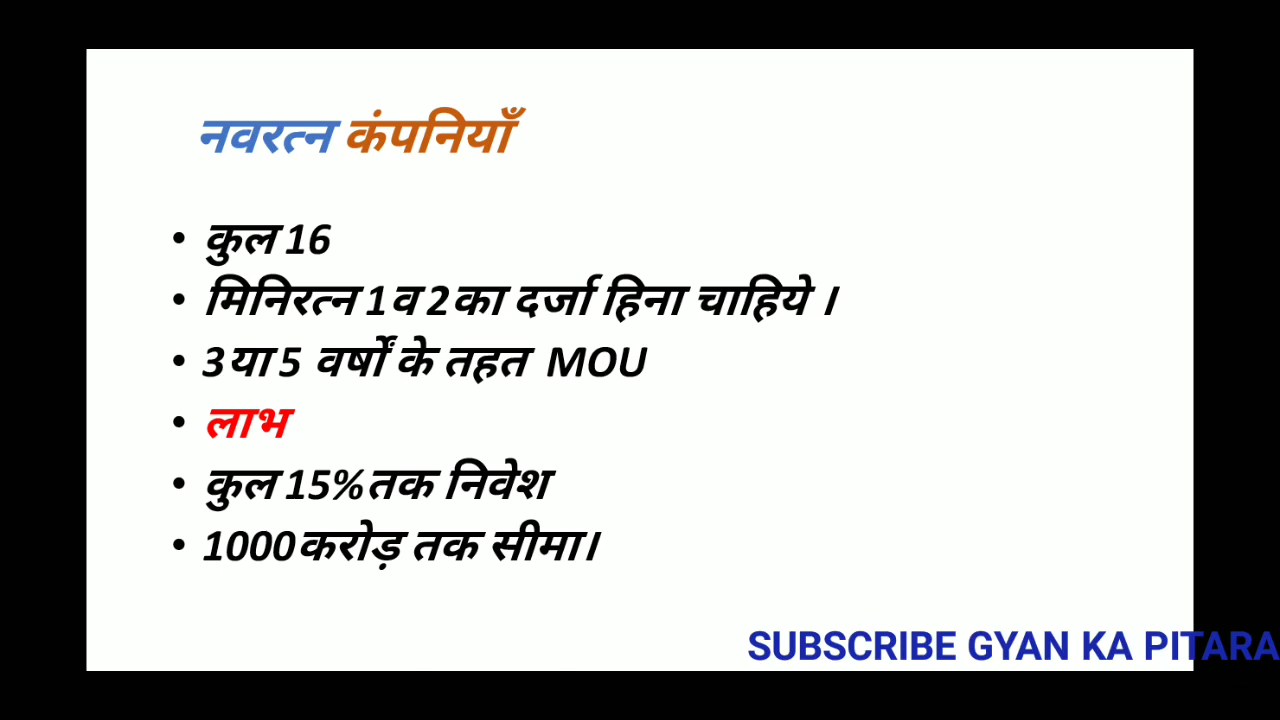 नवरत्न कंपनियाँ
• कुल 16
• मिनिरत्न 1 व 2 का दर्जा हिना चाहिये ।
• 3 या 5 वर्षों के तहत MOU
• लाभ
• कुल 15% तक निवेश
• 1000 करोड़ तक सीमा।
SUBSCRIBE GYAN KA PITARA